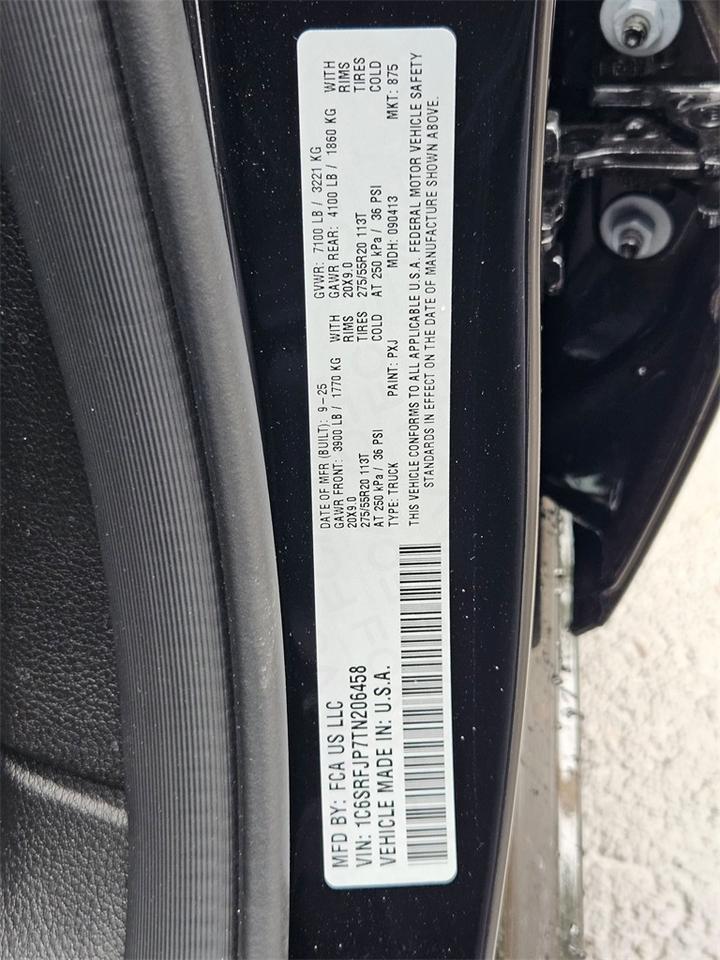 MFD BY: FCA US LLC
VIN: 1C6SRFJP7TN206458
VEHICLE MADE IN: U.S.A.
DATE OF MFR (BUILT): 9-25
GAWR FRONT: 3900 LB / 1770 KG WITH
20X9.0 RIMS
275/55R20 113T TIRES
AT 250 kPa / 36 PSI COLD
TYPE: TRUCK PAINT: PXJ
GVWR: 7100 LB / 3221 KG
GAWR REAR: 4100 LB / 1860 KG WITH
20X9.0 RIMS
275/55R20 113T TIRES
AT 250 kPa / 36 PSI COLD
MDH: 090413 MKT: 875
THIS VEHICLE CONFORMS TO ALL APPLICABLE U.S.A. FEDERAL MOTOR VEHICLE SAFETY
STANDARDS IN EFFECT ON THE DATE OF MANUFACTURE SHOWN ABOVE.